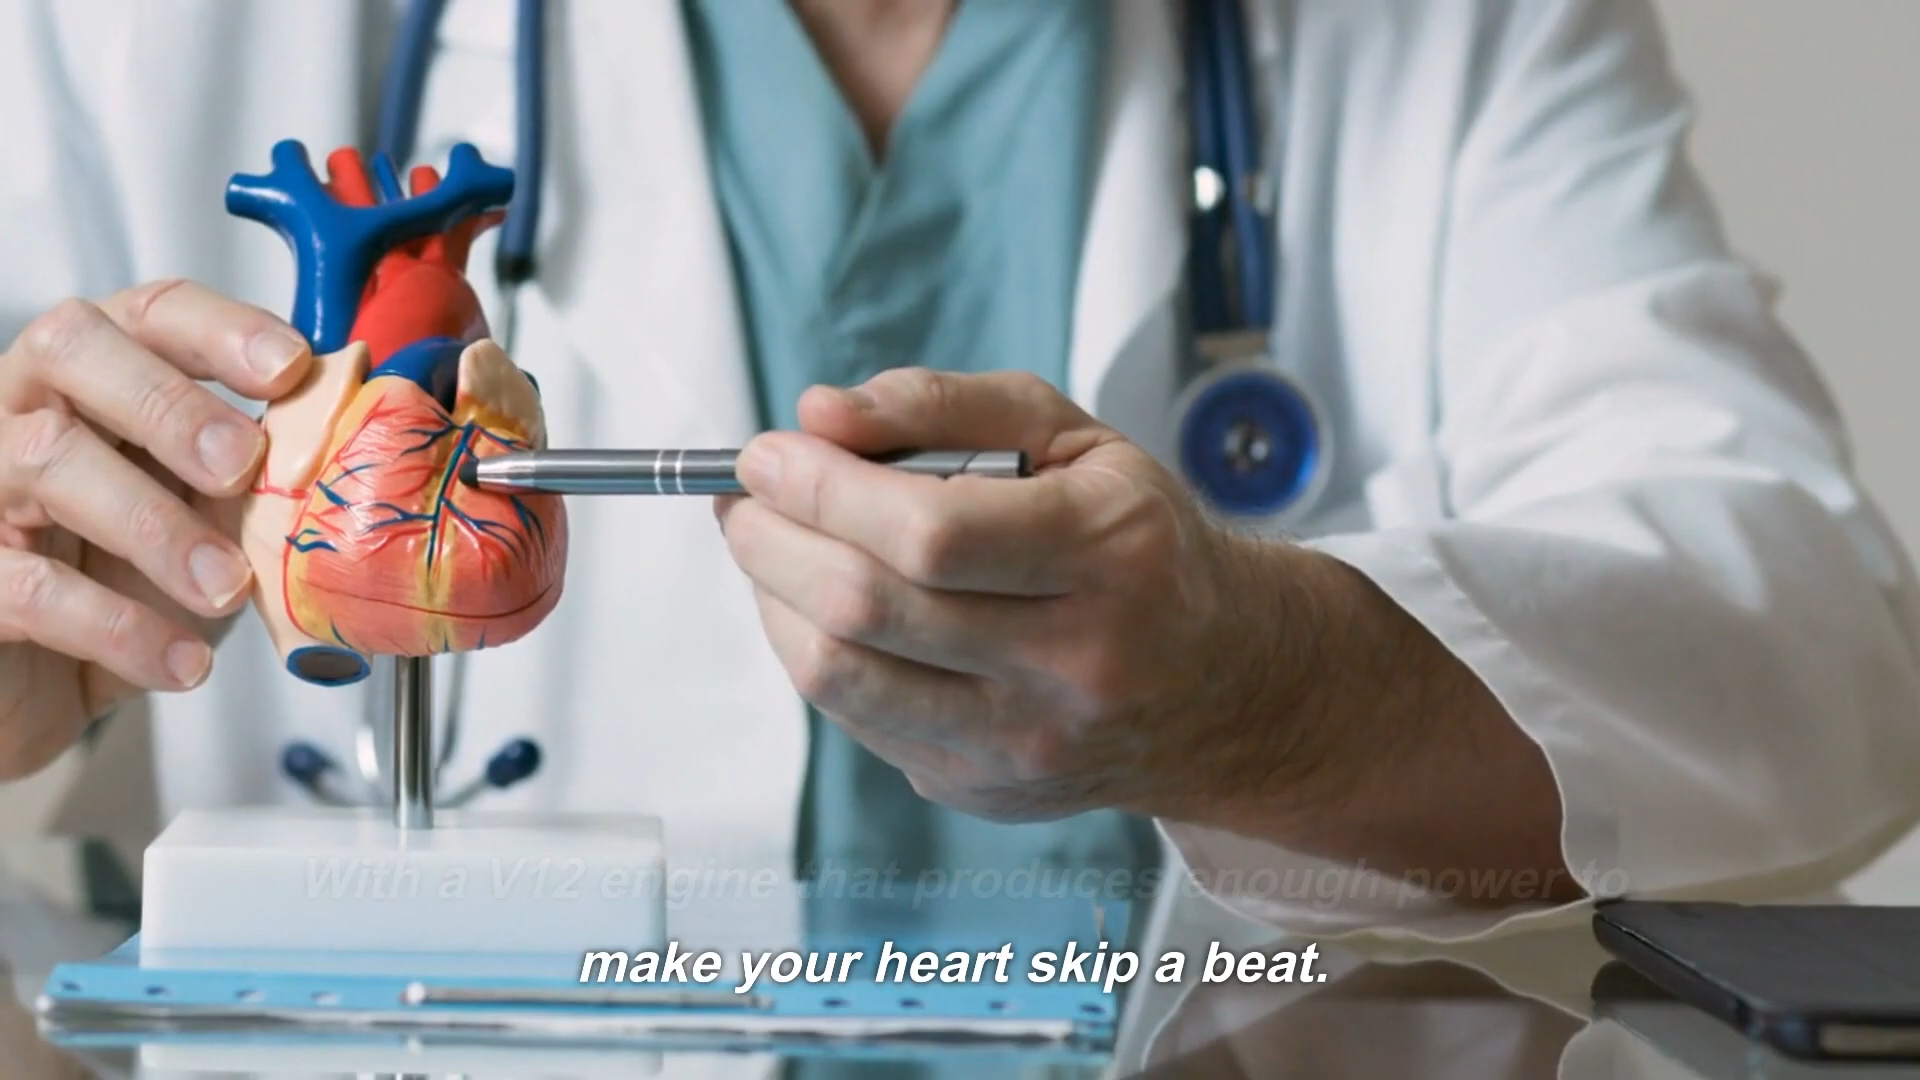 With a V12 engine that produces enough power to
make your heart skip a beat.